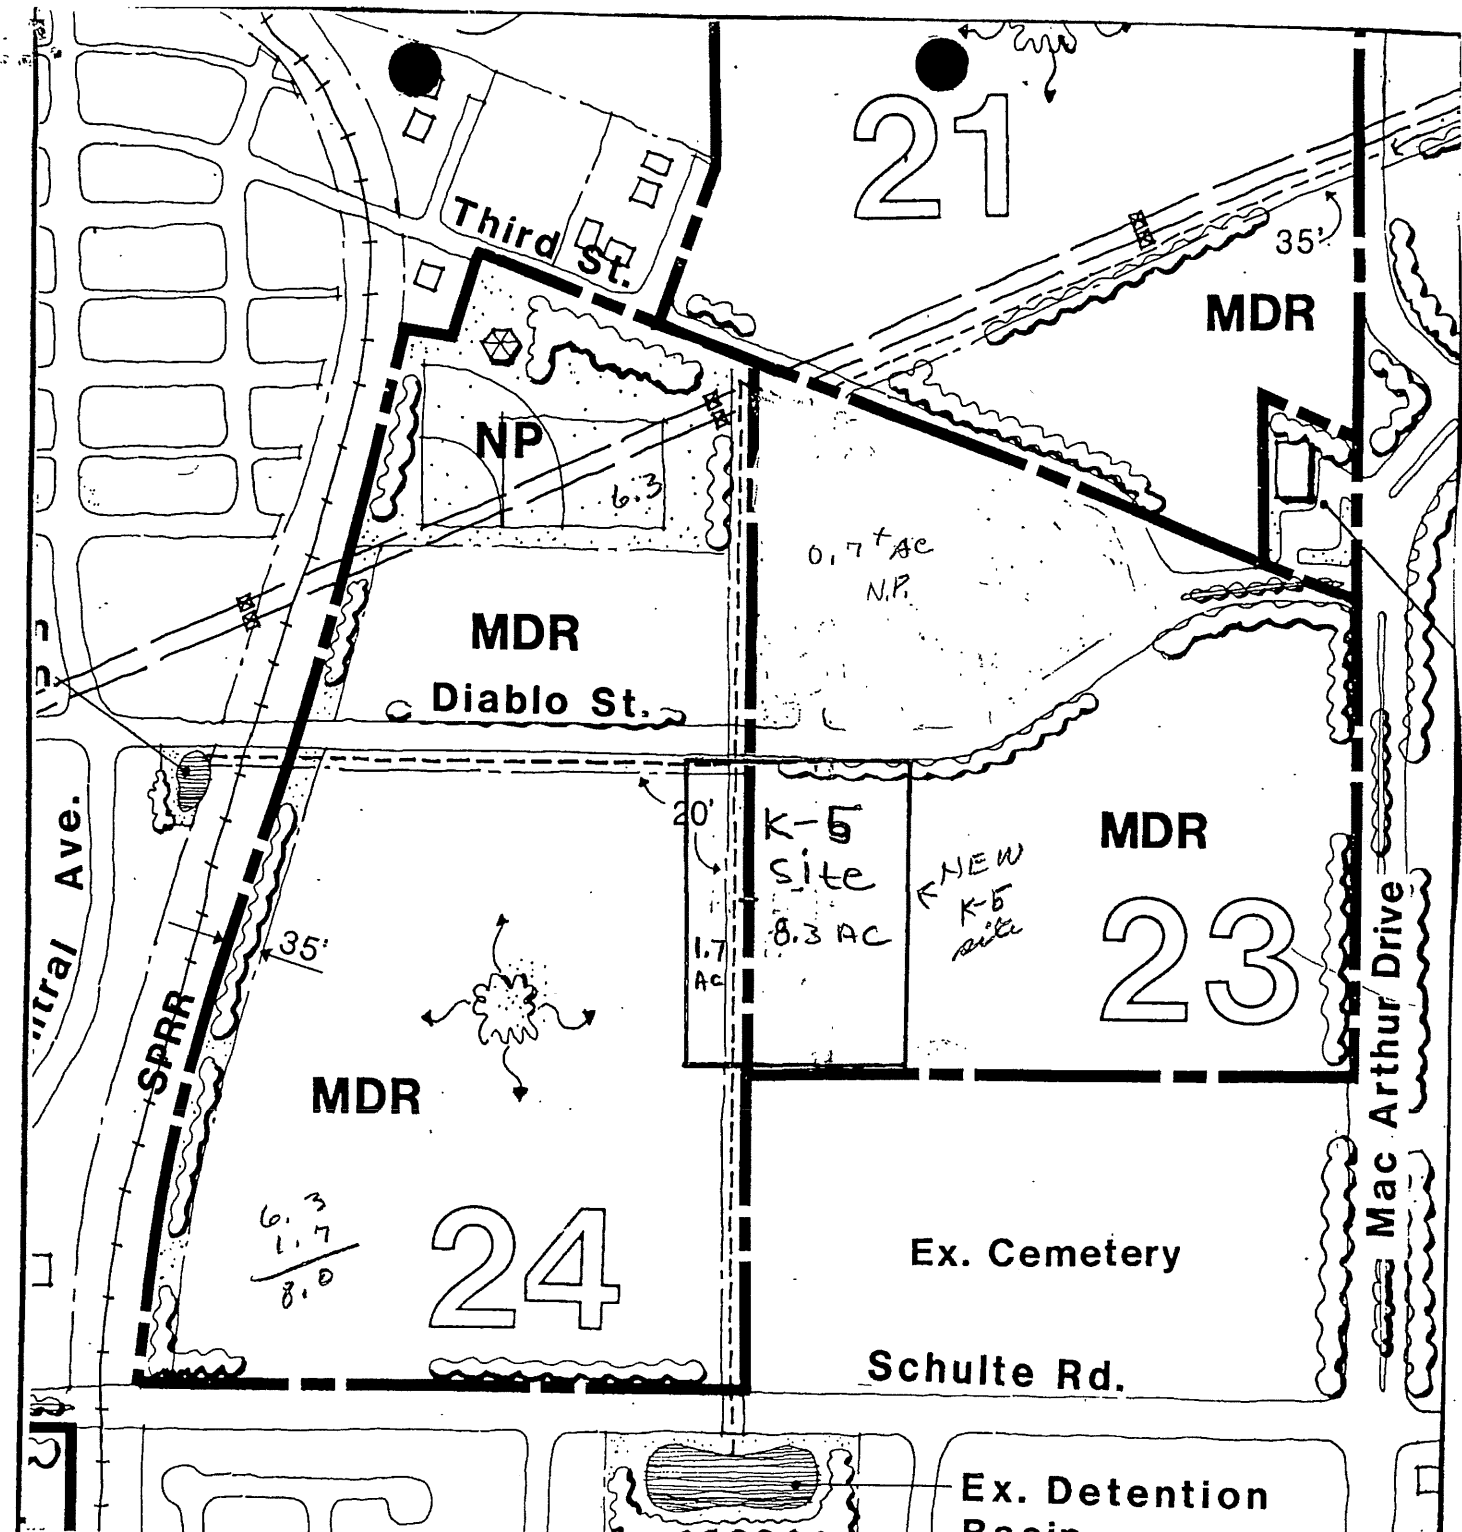 21
Third St.
35'
MDR
NP
6.3
0.7+ AC
N.P.
MDR
Diablo St.
20'
K-5
Site
8.3 AC
1.7
AC
NEW
K-5
site
MDR
23
Ave.
ntral
35'
SPRR
MDR
Mac Arthur Drive
6.3
1.7
8.0
24
Ex. Cemetery
Schulte Rd.
Ex. Detention
Basin